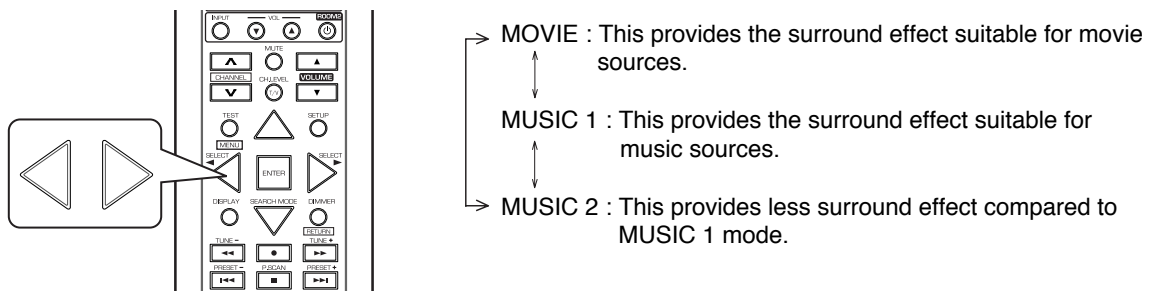 INPUT VOL ROOM2
MUTE
CHANNEL CH.LEVEL VOLUME
T/V
TEST SETUP
MENU
SELECT SELECT
ENTER
DISPLAY SEARCH MODE DIMMER
RETURN
TUNE − TUNE +
PRESET − P.SCAN PRESET +
MOVIE : This provides the surround effect suitable for movie
sources.
MUSIC 1 : This provides the surround effect suitable for
music sources.
MUSIC 2 : This provides less surround effect compared to
MUSIC 1 mode.